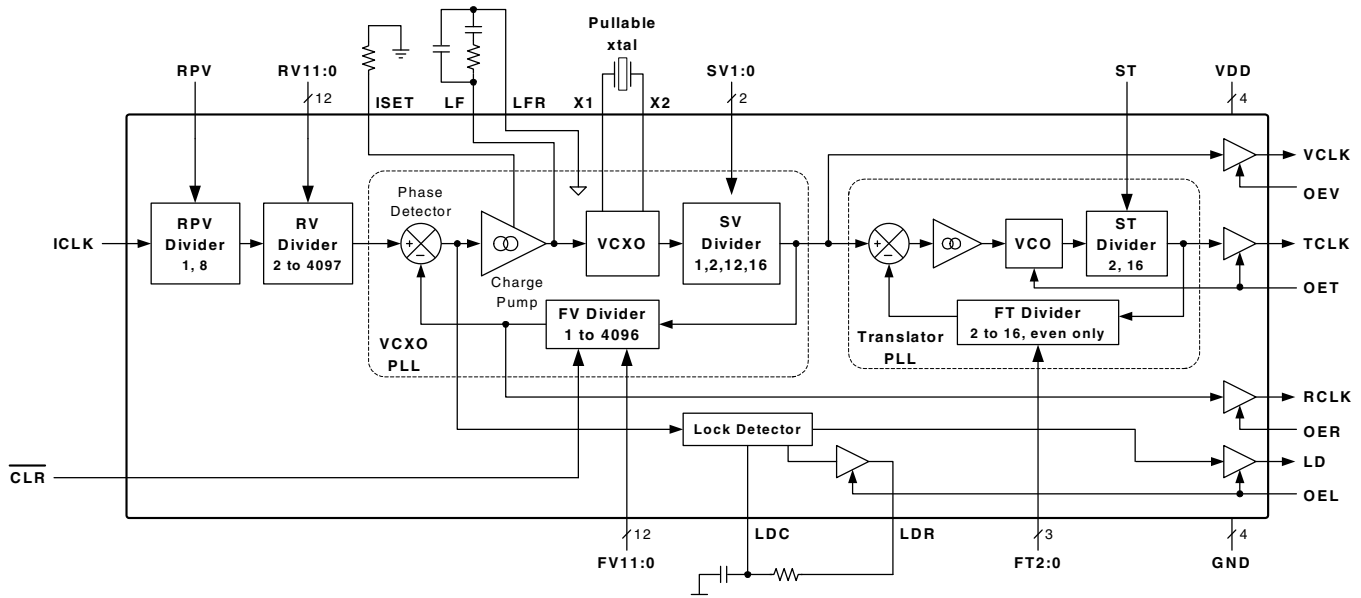 Pullable
xtal
RPV
RV11:0
12
ISET
LF
LFR
X1
X2
SV1:0
2
ST
VDD
4
VCLK
OEV
Phase
Detector
ICLK
RPV
Divider
1, 8
RV
Divider
2 to 4097
+
−
Charge
Pump
VCXO
SV
Divider
1,2,12,16
+
−
VCO
ST
Divider
2, 16
TCLK
OET
FV Divider
1 to 4096
VCXO
PLL
FT Divider
2 to 16, even only
Translator
PLL
RCLK
OER
Lock Detector
LD
OEL
CLR
12
FV11:0
LDC
LDR
3
FT2:0
4
GND